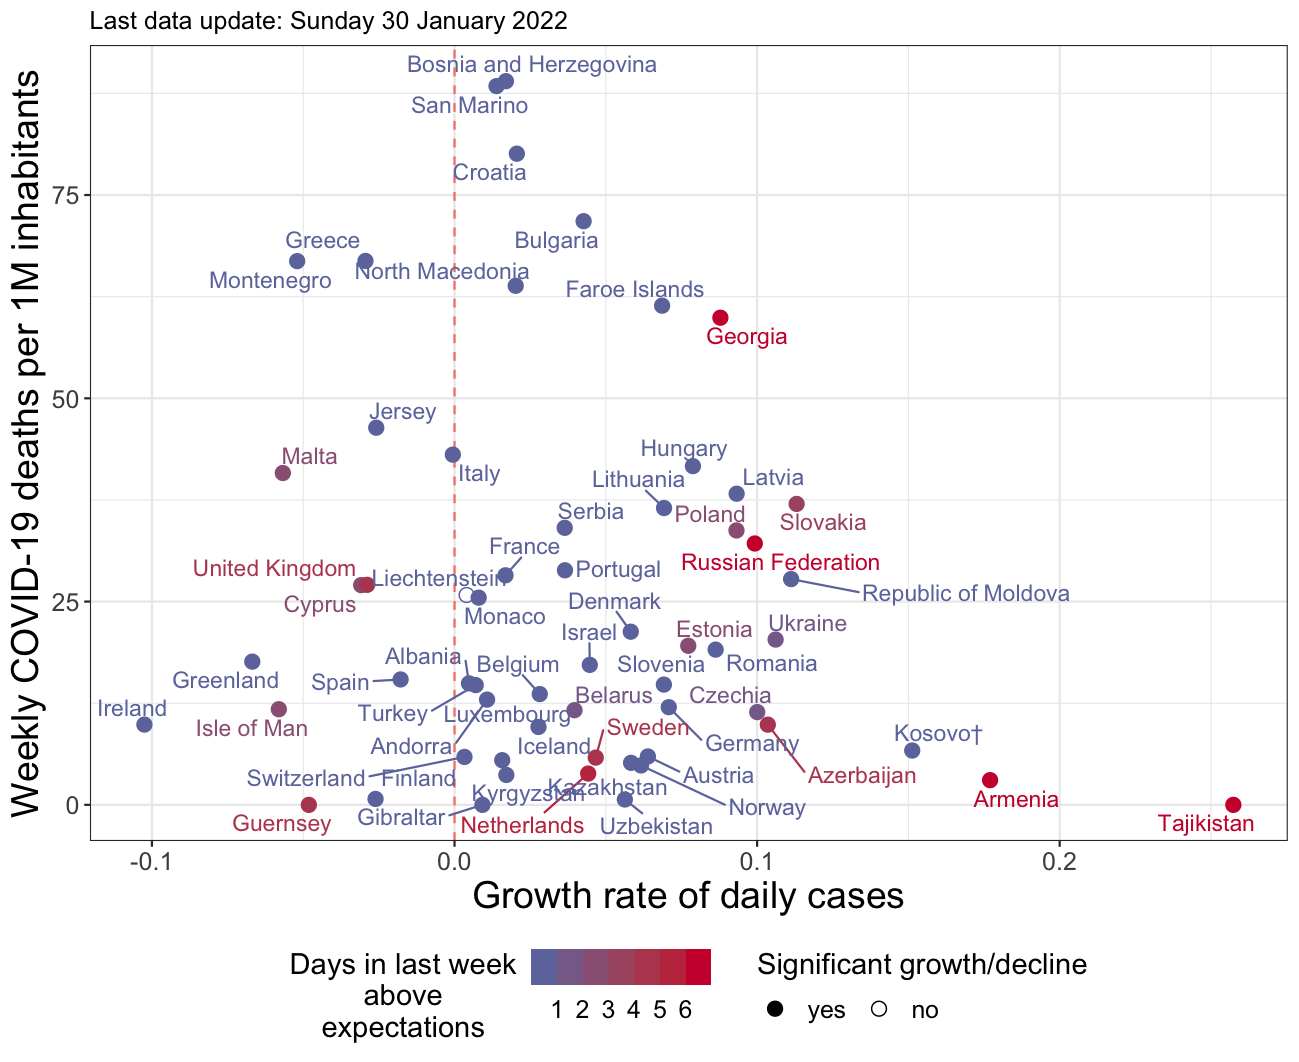 Last data update: Sunday 30 January 2022
Weekly COVID-19 deaths per 1M inhabitants
Bosnia and Herzegovina
San Marino
Croatia
75
Bulgaria
Greece
North Macedonia
Montenegro
Faroe Islands
Georgia
50
Jersey
Malta
Italy
Hungary
Lithuania
Latvia
Serbia
Poland
Slovakia
France
Russian Federation
United Kingdom
Liechtenstein
Portugal
Republic of Moldova
25
Cyprus
Monaco
Denmark
Israel
Estonia
Ukraine
Albania
Belgium
Slovenia
Romania
Greenland
Spain
Belarus
Czechia
Ireland
Isle of Man
Turkey
Luxembourg
Sweden
Kosovo†
Andorra
Iceland
Germany
Switzerland
Finland
Austria
Azerbaijan
Kyrgyzstan
Kazakhstan
Armenia
0
Guernsey
Gibraltar
Netherlands
Uzbekistan
Norway
Tajikistan
-0.1
0.0
0.1
0.2
Growth rate of daily cases
Days in last week
above
expectations
1 2 3 4 5 6
Significant growth/decline
yes
no